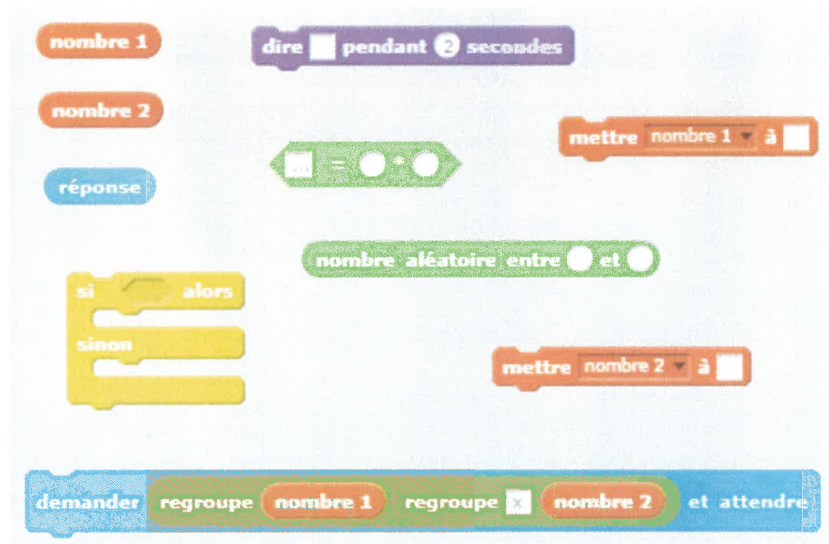 nombre 1
dire pendant 2 secondes
nombre 2
mettre nombre 1 à
... = *
réponse
nombre aléatoire entre et
si alors
sinon
mettre nombre 2 à
demander regroupe nombre 1 regroupe x nombre 2 et attendre